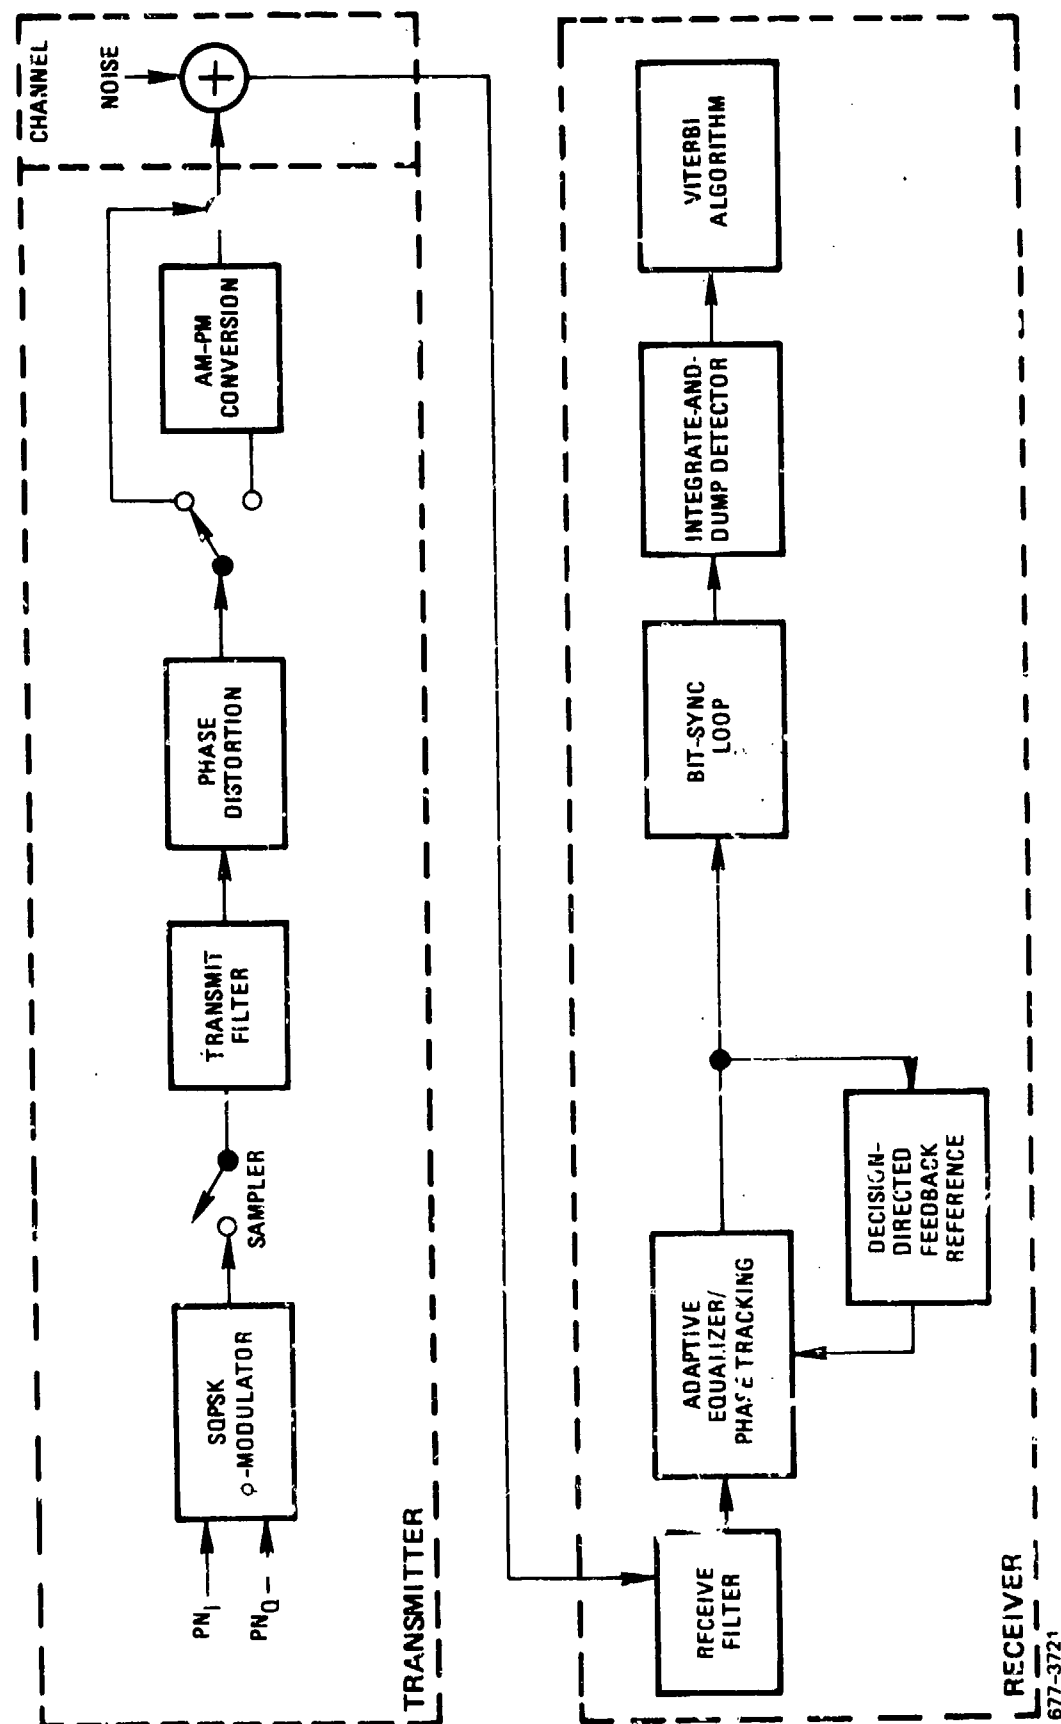 CHANNEL
NOISE
+
AM-PM
CONVERSION
PHASE
DISTORTION
TRANSMIT
FILTER
SAMPLER
SQPSK
φ-MODULATOR
PN_I
PN_Q
TRANSMITTER
RECEIVE
FILTER
ADAPTIVE
EQUALIZER/
PHASE TRACKING
DECISION-
DIRECTED
FEEDBACK
REFERENCE
BIT-SYNC
LOOP
INTEGRATE-AND-
DUMP DETECTOR
VITERBI
ALGORITHM
RECEIVER
677-3721